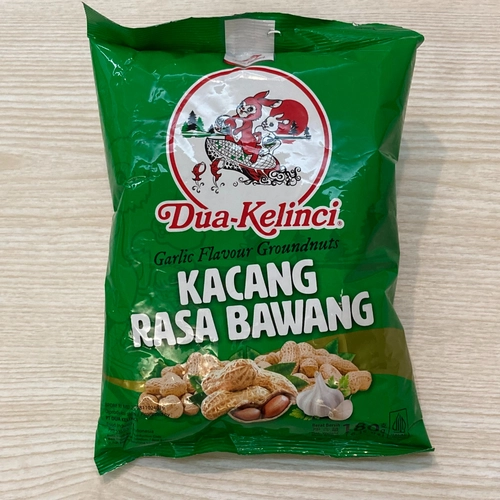 Dua-Kelinci
Garlic Flavour Groundnuts
KACANG
RASA BAWANG